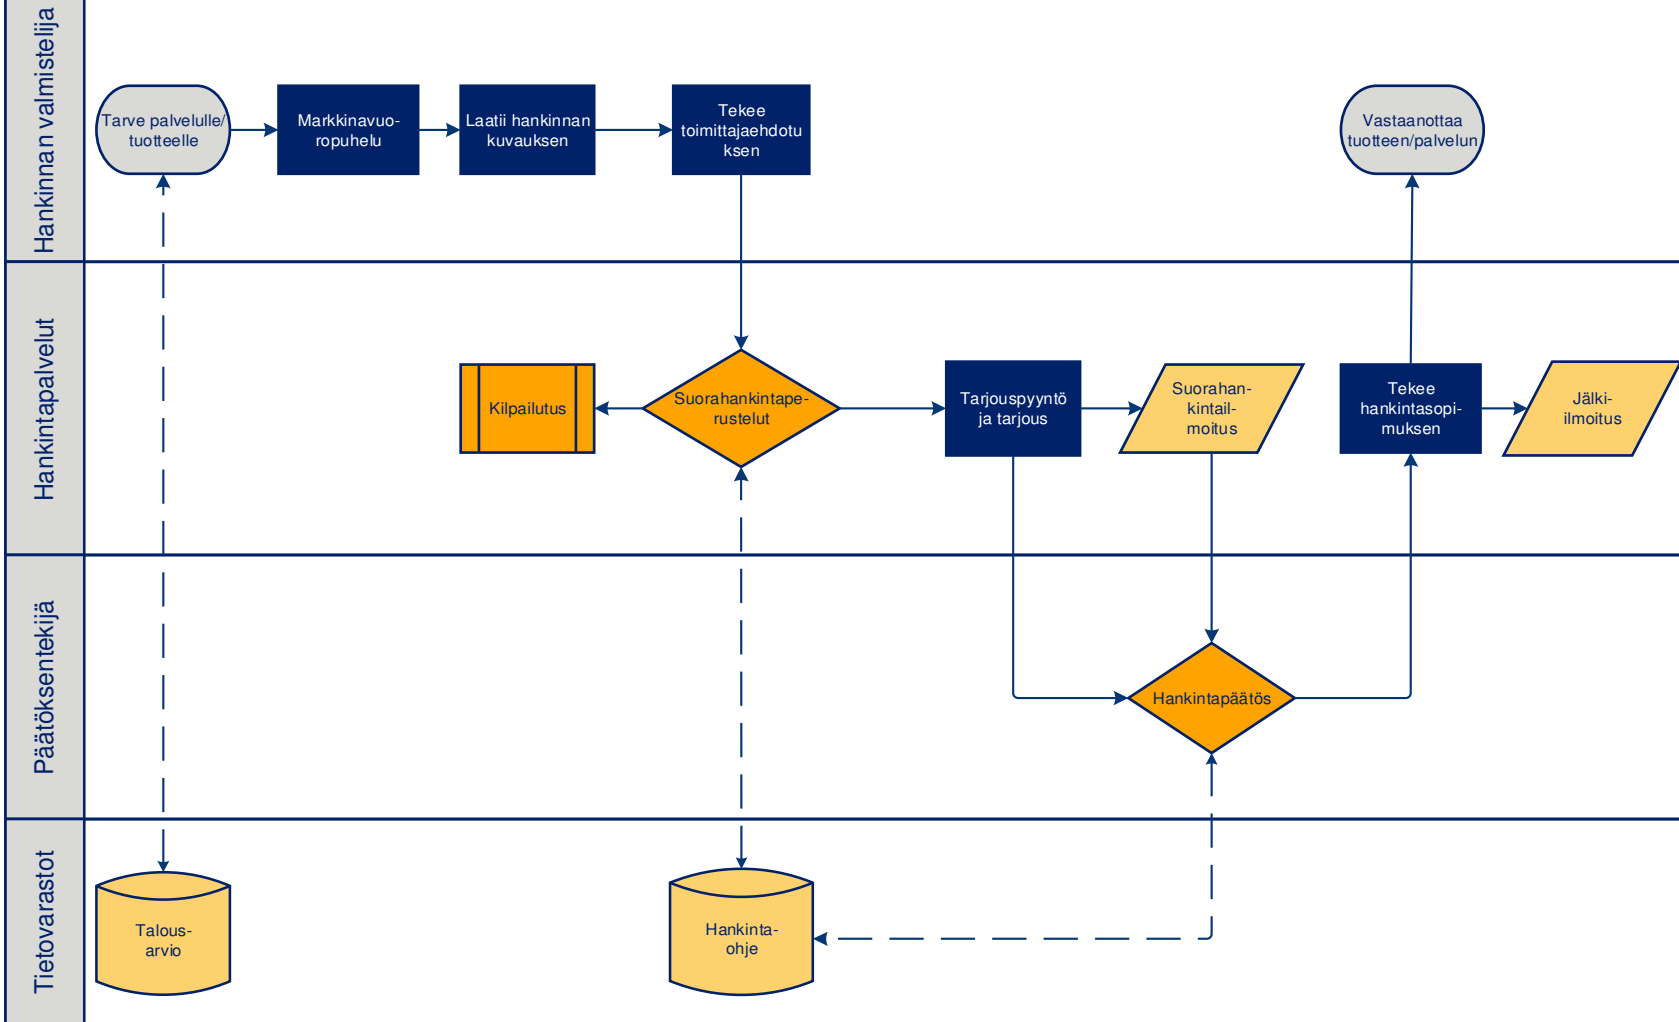 Hankinnan valmistelija
Tarve palvelulle/
tuotteelle
Markkinavuo-
ropuhelu
Laatii hankinnan
kuvauksen
Tekee
toimittajaehdotu
ksen
Vastaanottaa
tuotteen/palvelun
Hankintapalvelut
Kilpailutus
Suorahankintape-
rustelut
Tarjouspyyntö
ja tarjous
Suorahan-
kintail-
moitus
Tekee
hankintasopi-
muksen
Jälki-
ilmoitus
Päätöksentekijä
Hankintapäätös
Tietovarastot
Talous-
arvio
Hankinta-
ohje